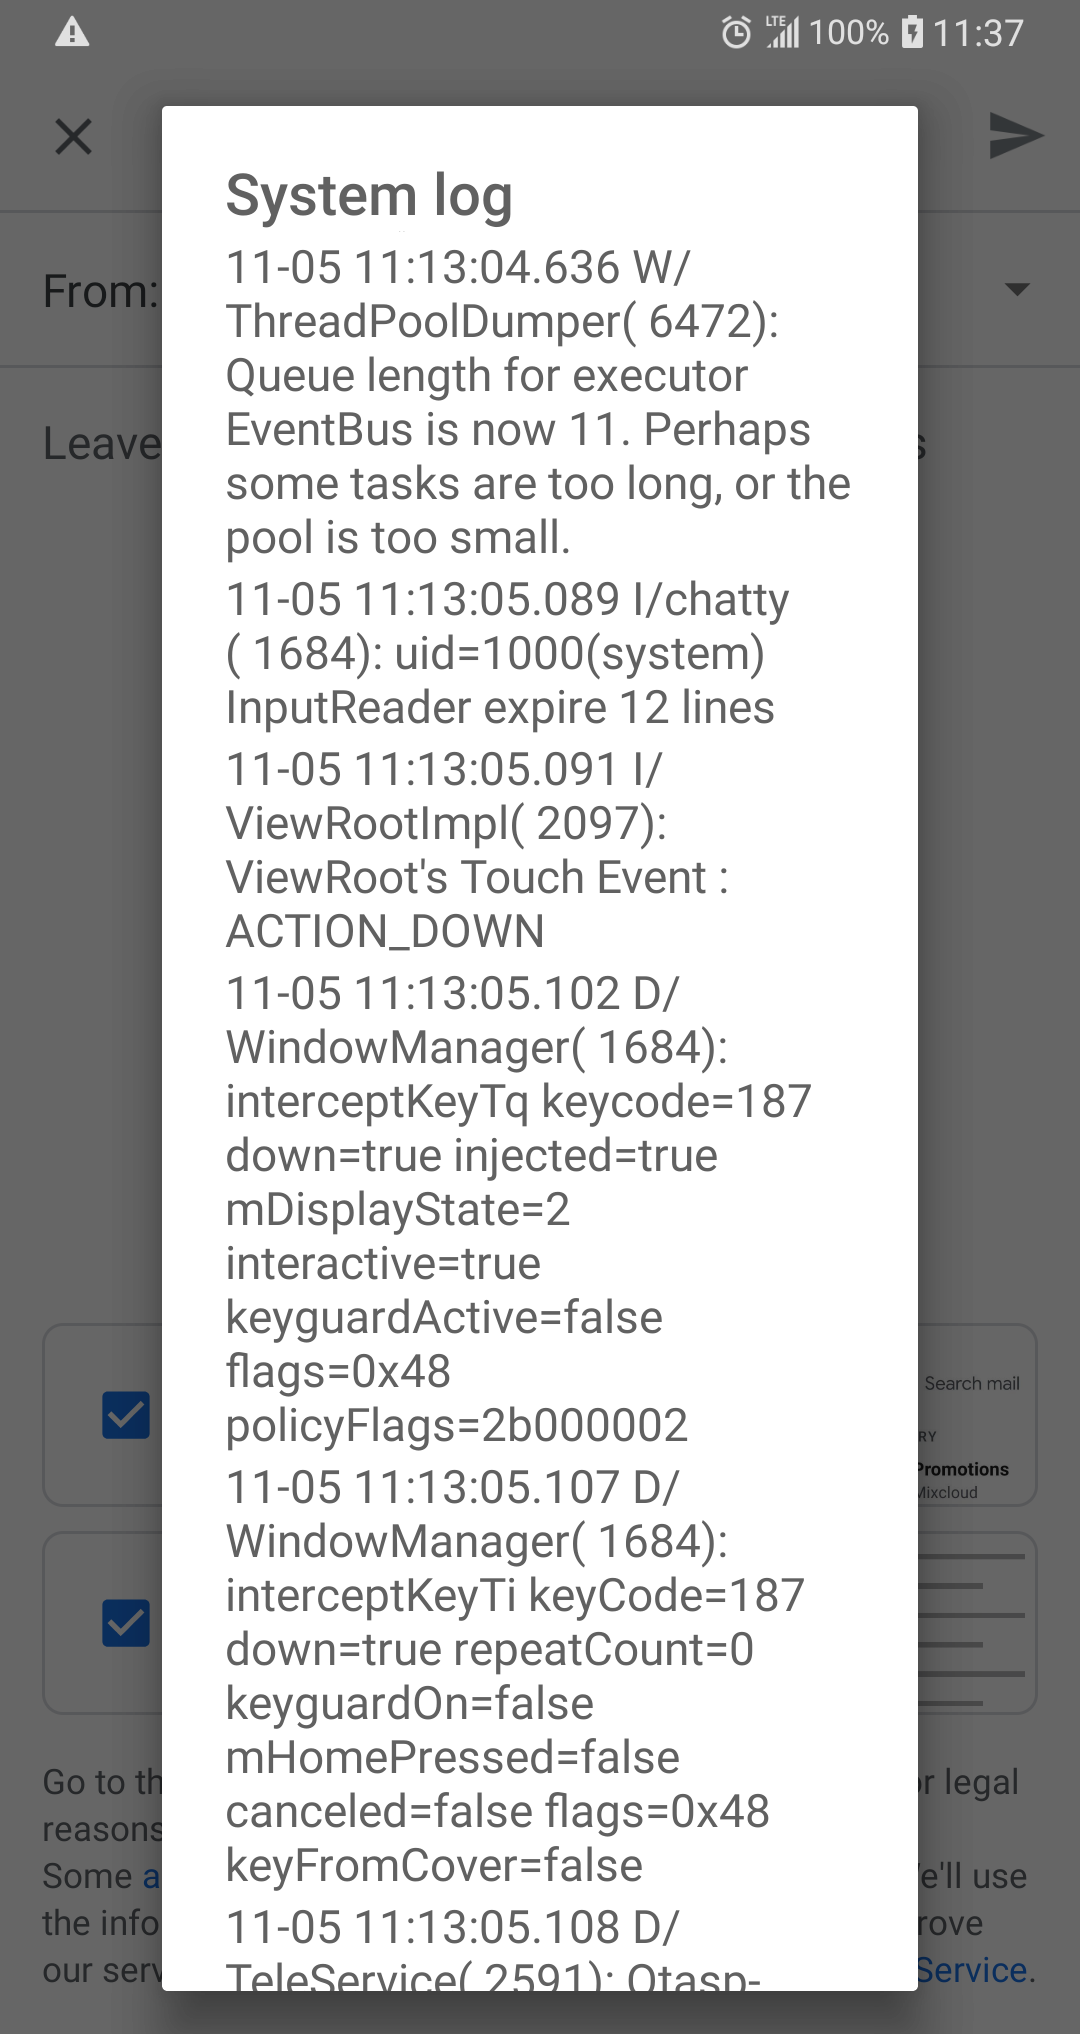 LTE 100% 11:37
System log
From:
Leave
s
11-05 11:13:04.636 W/
ThreadPoolDumper( 6472):
Queue length for executor
EventBus is now 11. Perhaps
some tasks are too long, or the
pool is too small.
11-05 11:13:05.089 I/chatty
( 1684): uid=1000(system)
InputReader expire 12 lines
11-05 11:13:05.091 I/
ViewRootImpl( 2097):
ViewRoot's Touch Event :
ACTION_DOWN
11-05 11:13:05.102 D/
WindowManager( 1684):
interceptKeyTq keycode=187
down=true injected=true
mDisplayState=2
interactive=true
keyguardActive=false
flags=0x48
policyFlags=2b000002
11-05 11:13:05.107 D/
WindowManager( 1684):
interceptKeyTi keyCode=187
down=true repeatCount=0
keyguardOn=false
mHomePressed=false
canceled=false flags=0x48
keyFromCover=false
11-05 11:13:05.108 D/
TeleService( 2591): Otasp-
Search mail
RY
Promotions
Mixcloud
Go to th
r legal
reasons
Some a
e'll use
the info
rove
our serv
Service.